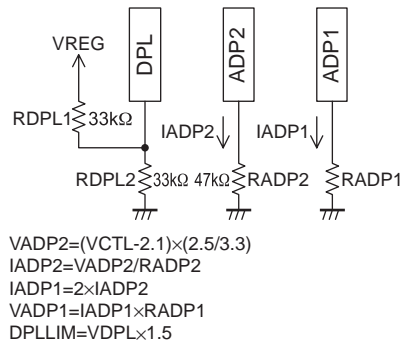 VREG
DPL
ADP2
ADP1
RDPL1 33kΩ
IADP2
IADP1
RDPL2 33kΩ 47kΩ RADP2 RADP1
VADP2=(VCTL-2.1)×(2.5/3.3)
IADP2=VADP2/RADP2
IADP1=2×IADP2
VADP1=IADP1×RADP1
DPLLIM=VDPL×1.5